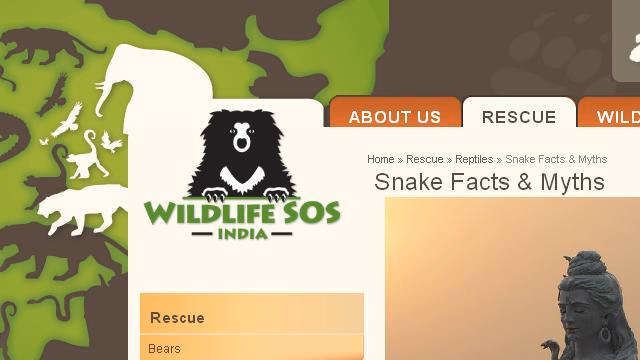 ABOUT US
RESCUE
WILD
Home » Rescue » Reptiles » Snake Facts & Myths
Snake Facts & Myths
WILDLIFE SOS
INDIA
Rescue
Bears